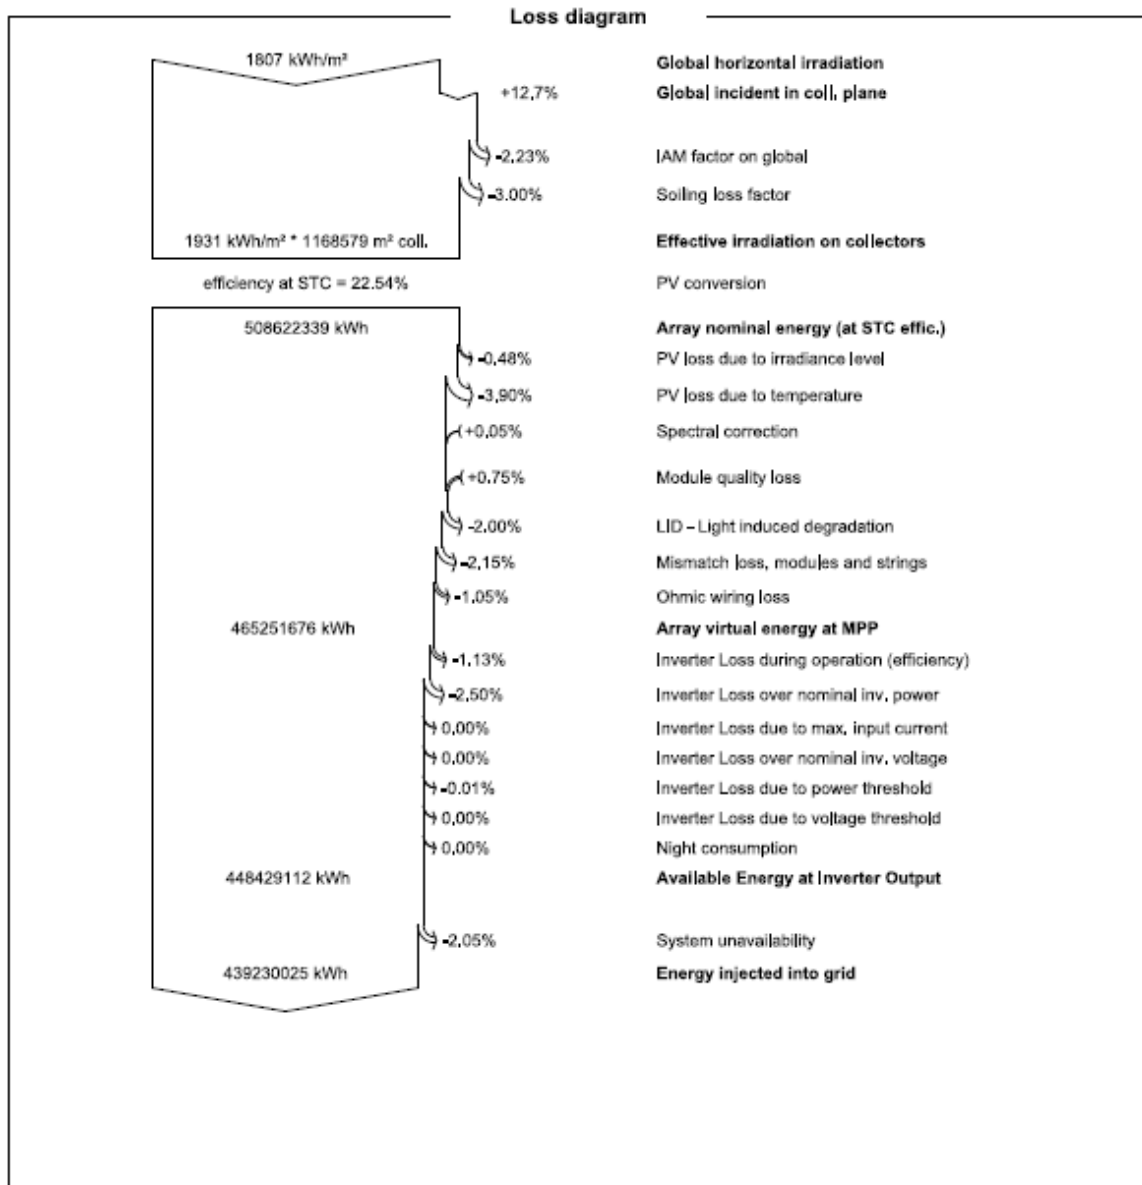 Loss diagram
1807 kWh/m² Global horizontal irradiation
+12.7% Global incident in coll. plane
-2.23% IAM factor on global
-3.00% Soiling loss factor
1931 kWh/m² * 1168579 m² coll. Effective irradiation on collectors
efficiency at STC = 22.54% PV conversion
508622339 kWh Array nominal energy (at STC effic.)
-0.48% PV loss due to irradiance level
-3.90% PV loss due to temperature
+0.05% Spectral correction
+0.75% Module quality loss
-2.00% LID - Light induced degradation
-2.15% Mismatch loss, modules and strings
-1.05% Ohmic wiring loss
465251676 kWh Array virtual energy at MPP
-1.13% Inverter Loss during operation (efficiency)
-2.50% Inverter Loss over nominal inv. power
0.00% Inverter Loss due to max. input current
0.00% Inverter Loss over nominal inv. voltage
-0.01% Inverter Loss due to power threshold
0.00% Inverter Loss due to voltage threshold
0.00% Night consumption
448429112 kWh Available Energy at Inverter Output
-2.05% System unavailability
439230025 kWh Energy injected into grid